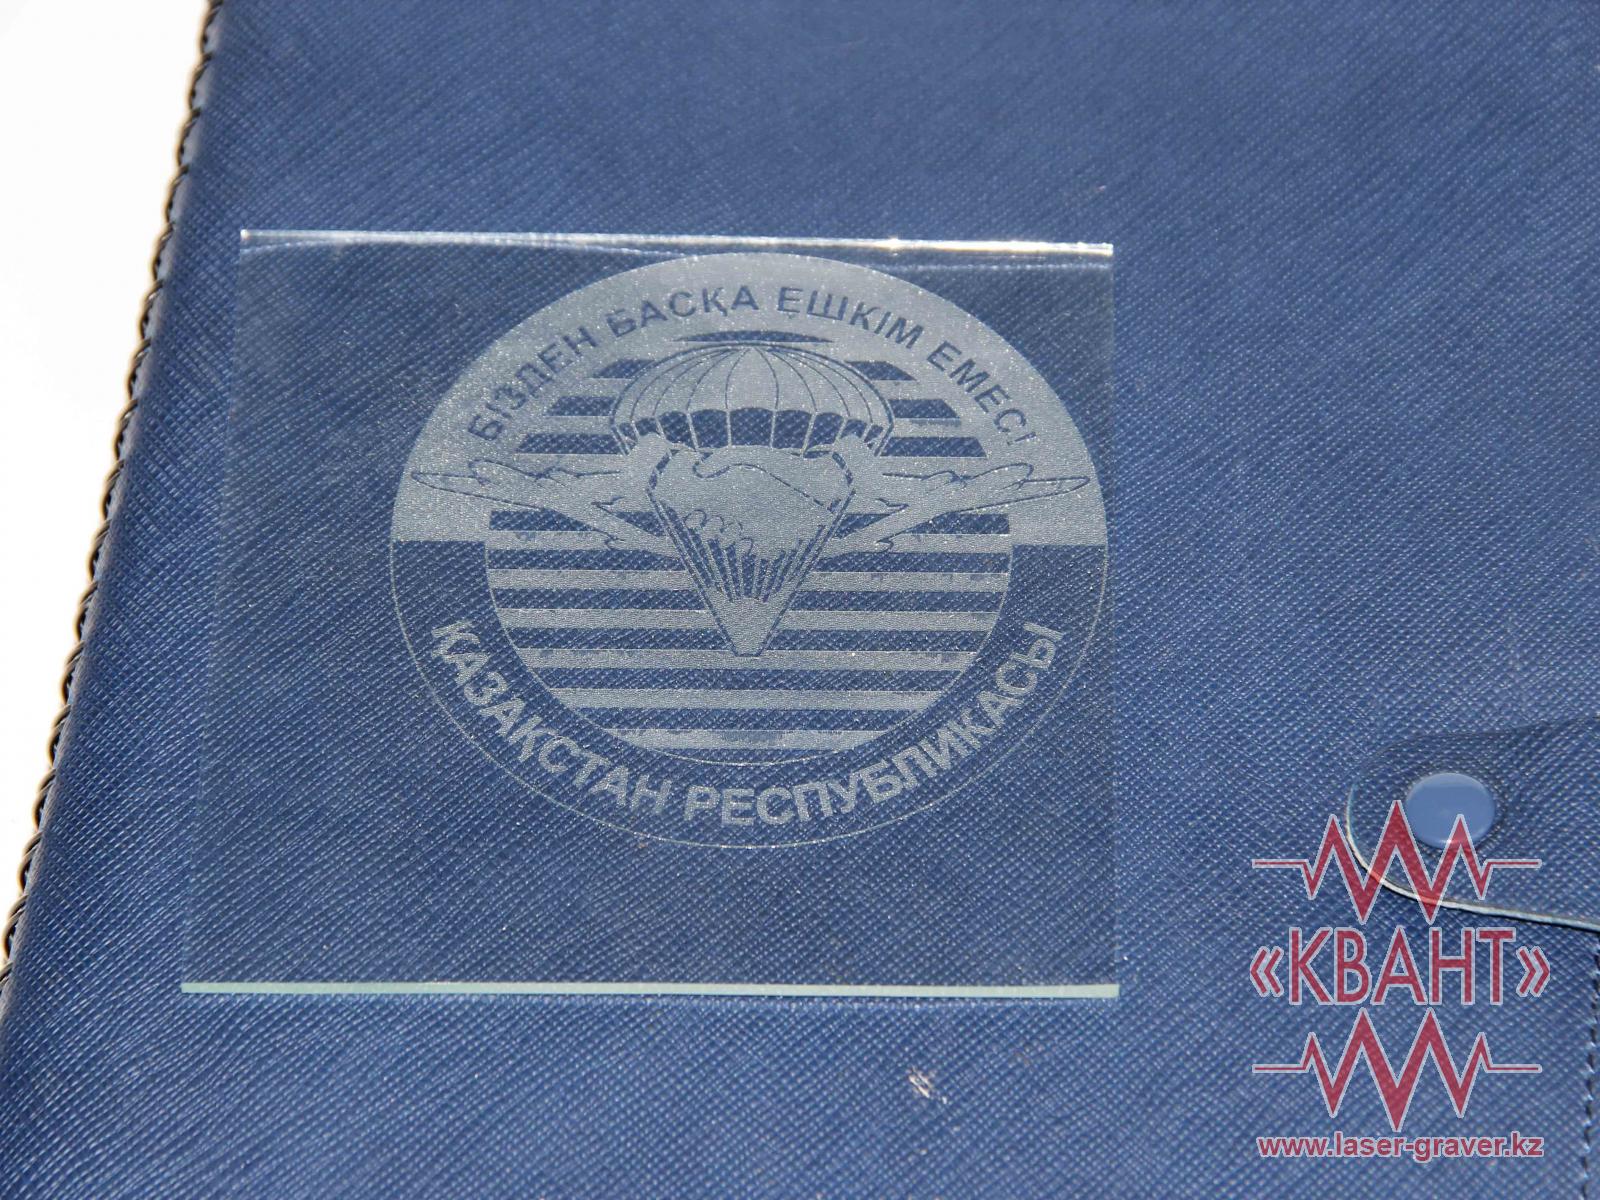 БІЗДЕН БАСҚА ЕШКІМ ЕМЕС!
ҚАЗАҚСТАН РЕСПУБЛИКАСЫ
«КВАНТ»
www.laser-graver.kz